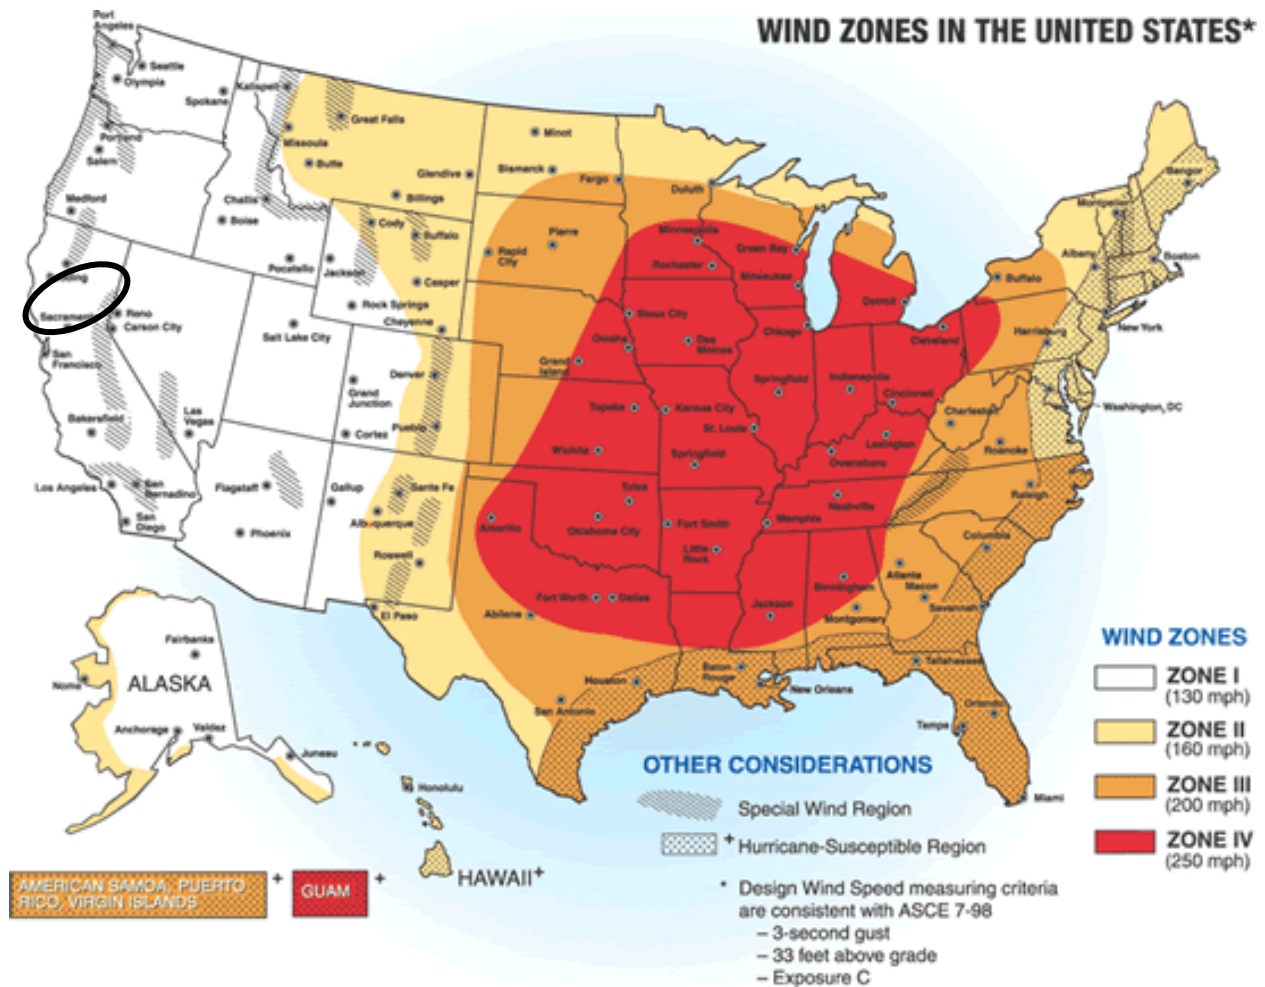 WIND ZONES IN THE UNITED STATES*
Port
Angeles
Seattle
Olympia
Spokane
Kalispell
Great Falls
Missoula
Butte
Glendive
Billings
Minot
Bismarck
Fargo
Duluth
Portland
Salem
Medford
Challis
Boise
Pocatello
Cody
Buffalo
Jackson
Casper
Rock Springs
Cheyenne
Rapid
City
Pierre
Minneapolis
Rochester
Green Bay
Milwaukee
Detroit
Buffalo
Albany
Montpelier
Bangor
Boston
New York
Harrisburg
Washington, DC
Reno
Carson City
San
Francisco
Salt Lake City
Sioux City
Omaha
Des
Moines
Chicago
Cleveland
Grand
Island
Denver
Grand
Junction
Pueblo
Cortez
Topeka
Kansas City
Springfield
Indianapolis
Cincinnati
Charleston
Roanoke
St. Louis
Lexington
Owensboro
Wichita
Springfield
Bakersfield
Las
Vegas
Los Angeles
San
Bernadino
San
Diego
Flagstaff
Phoenix
Gallup
Sante Fe
Albuquerque
Roswell
El Paso
Amarillo
Tulsa
Oklahoma City
Fort Smith
Little
Rock
Memphis
Nashville
Raleigh
Columbia
Atlanta
Macon
Savannah
Birmingham
Montgomery
Jackson
Fort Worth
Dallas
Abilene
Houston
San Antonio
Baton
Rouge
New Orleans
Tallahassee
Orlando
Tampa
Miami
Fairbanks
ALASKA
Nome
Anchorage
Valdez
Juneau
Honolulu
HAWAII+
AMERICAN SAMOA, PUERTO
RICO, VIRGIN ISLANDS
+
GUAM
+
OTHER CONSIDERATIONS
Special Wind Region
+ Hurricane-Susceptible Region
* Design Wind Speed measuring criteria
are consistent with ASCE 7-98
– 3-second gust
– 33 feet above grade
– Exposure C
WIND ZONES
ZONE I
(130 mph)
ZONE II
(160 mph)
ZONE III
(200 mph)
ZONE IV
(250 mph)